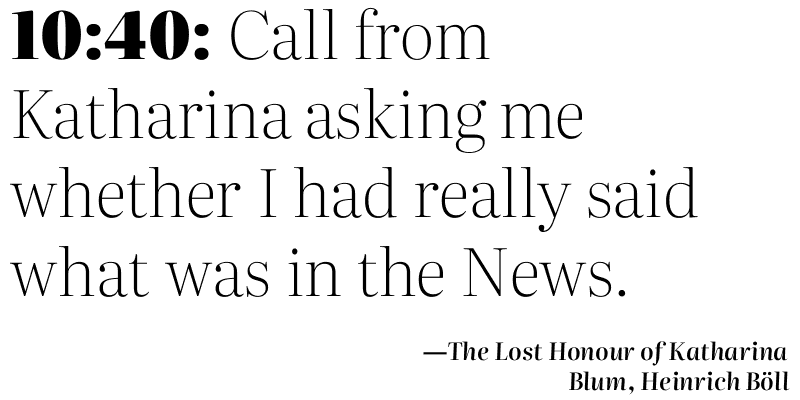 10:40: Call from
Katharina asking me
whether I had really said
what was in the News.
—The Lost Honour of Katharina
Blum, Heinrich Böll